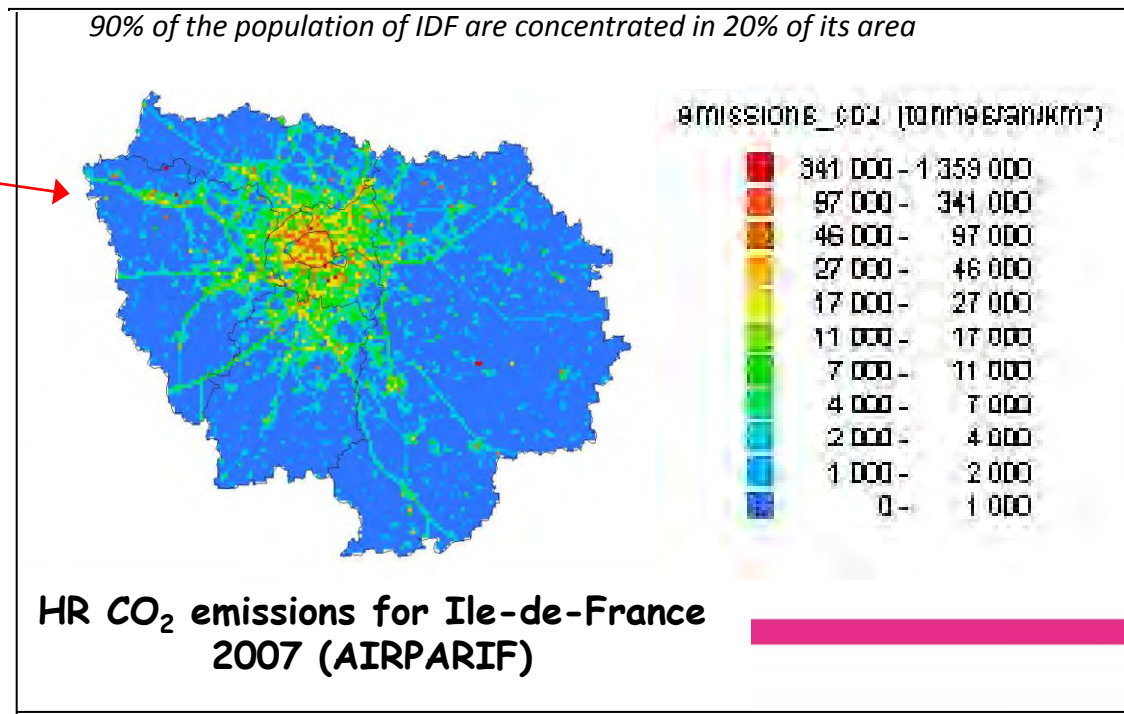 90% of the population of IDF are concentrated in 20% of its area
emissions_co2 (tonnes/an/km²)
341 000 - 1 359 000
97 000 - 341 000
46 000 - 97 000
27 000 - 46 000
17 000 - 27 000
11 000 - 17 000
7 000 - 11 000
4 000 - 7 000
2 000 - 4 000
1 000 - 2 000
0 - 1 000
HR CO₂ emissions for Ile-de-France
2007 (AIRPARIF)